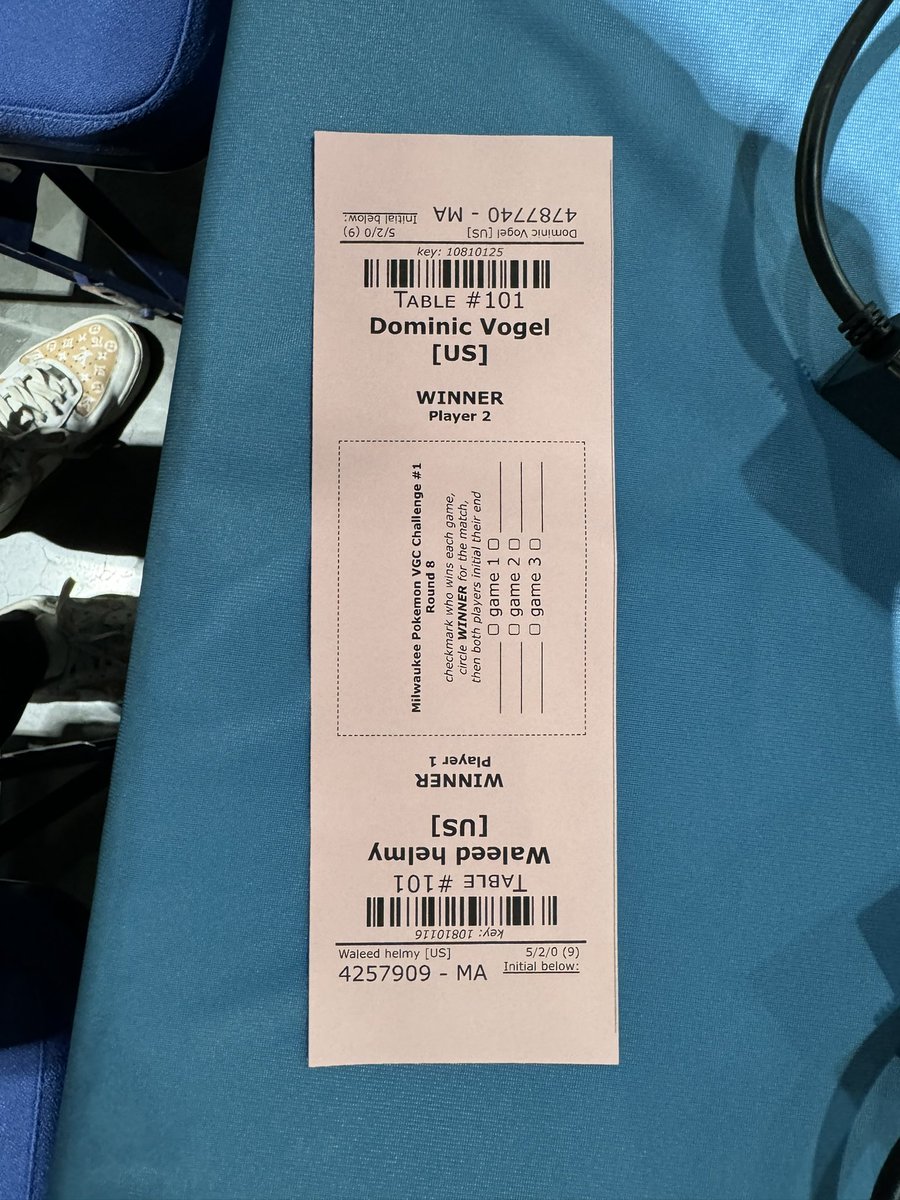 4787740 - MA
Initial below:
Dominic Vogel [US]
5/2/0 (9)
key: 10810125
TABLE #101
Dominic Vogel
[US]
WINNER
Player 2
Milwaukee Pokemon VGC Challenge #1
Round 8
checkmark who wins each game,
circle WINNER for the match,
then both players initial their end
game 1
game 2
game 3
Player 1
WINNER
[US]
Waleed helmy
TABLE #101
key: 10810116
Waleed helmy [US]
5/2/0 (9)
4257909 - MA
Initial below: